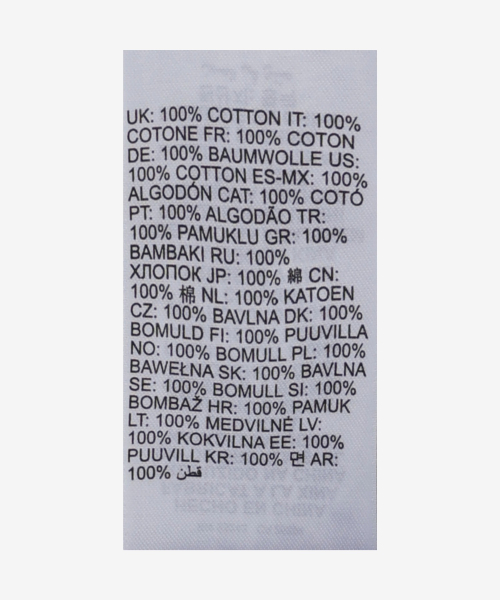 UK: 100% COTTON IT: 100%
COTONE FR: 100% COTON
DE: 100% BAUMWOLLE US:
100% COTTON ES-MX: 100%
ALGODÓN CAT: 100% COTÓ
PT: 100% ALGODÃO TR:
100% PAMUKLU GR: 100%
BAMBAKI RU: 100%
ХЛОПОК JP: 100% 綿 CN:
100% 棉 NL: 100% KATOEN
CZ: 100% BAVLNA DK: 100%
BOMULD FI: 100% PUUVILLA
NO: 100% BOMULL PL: 100%
BAWEŁNA SK: 100% BAVLNA
SE: 100% BOMULL SI: 100%
BOMBAŽ HR: 100% PAMUK
LT: 100% MEDVILNĖ LV:
100% KOKVILNA EE: 100%
PUUVILL KR: 100% 면 AR:
100% قطن